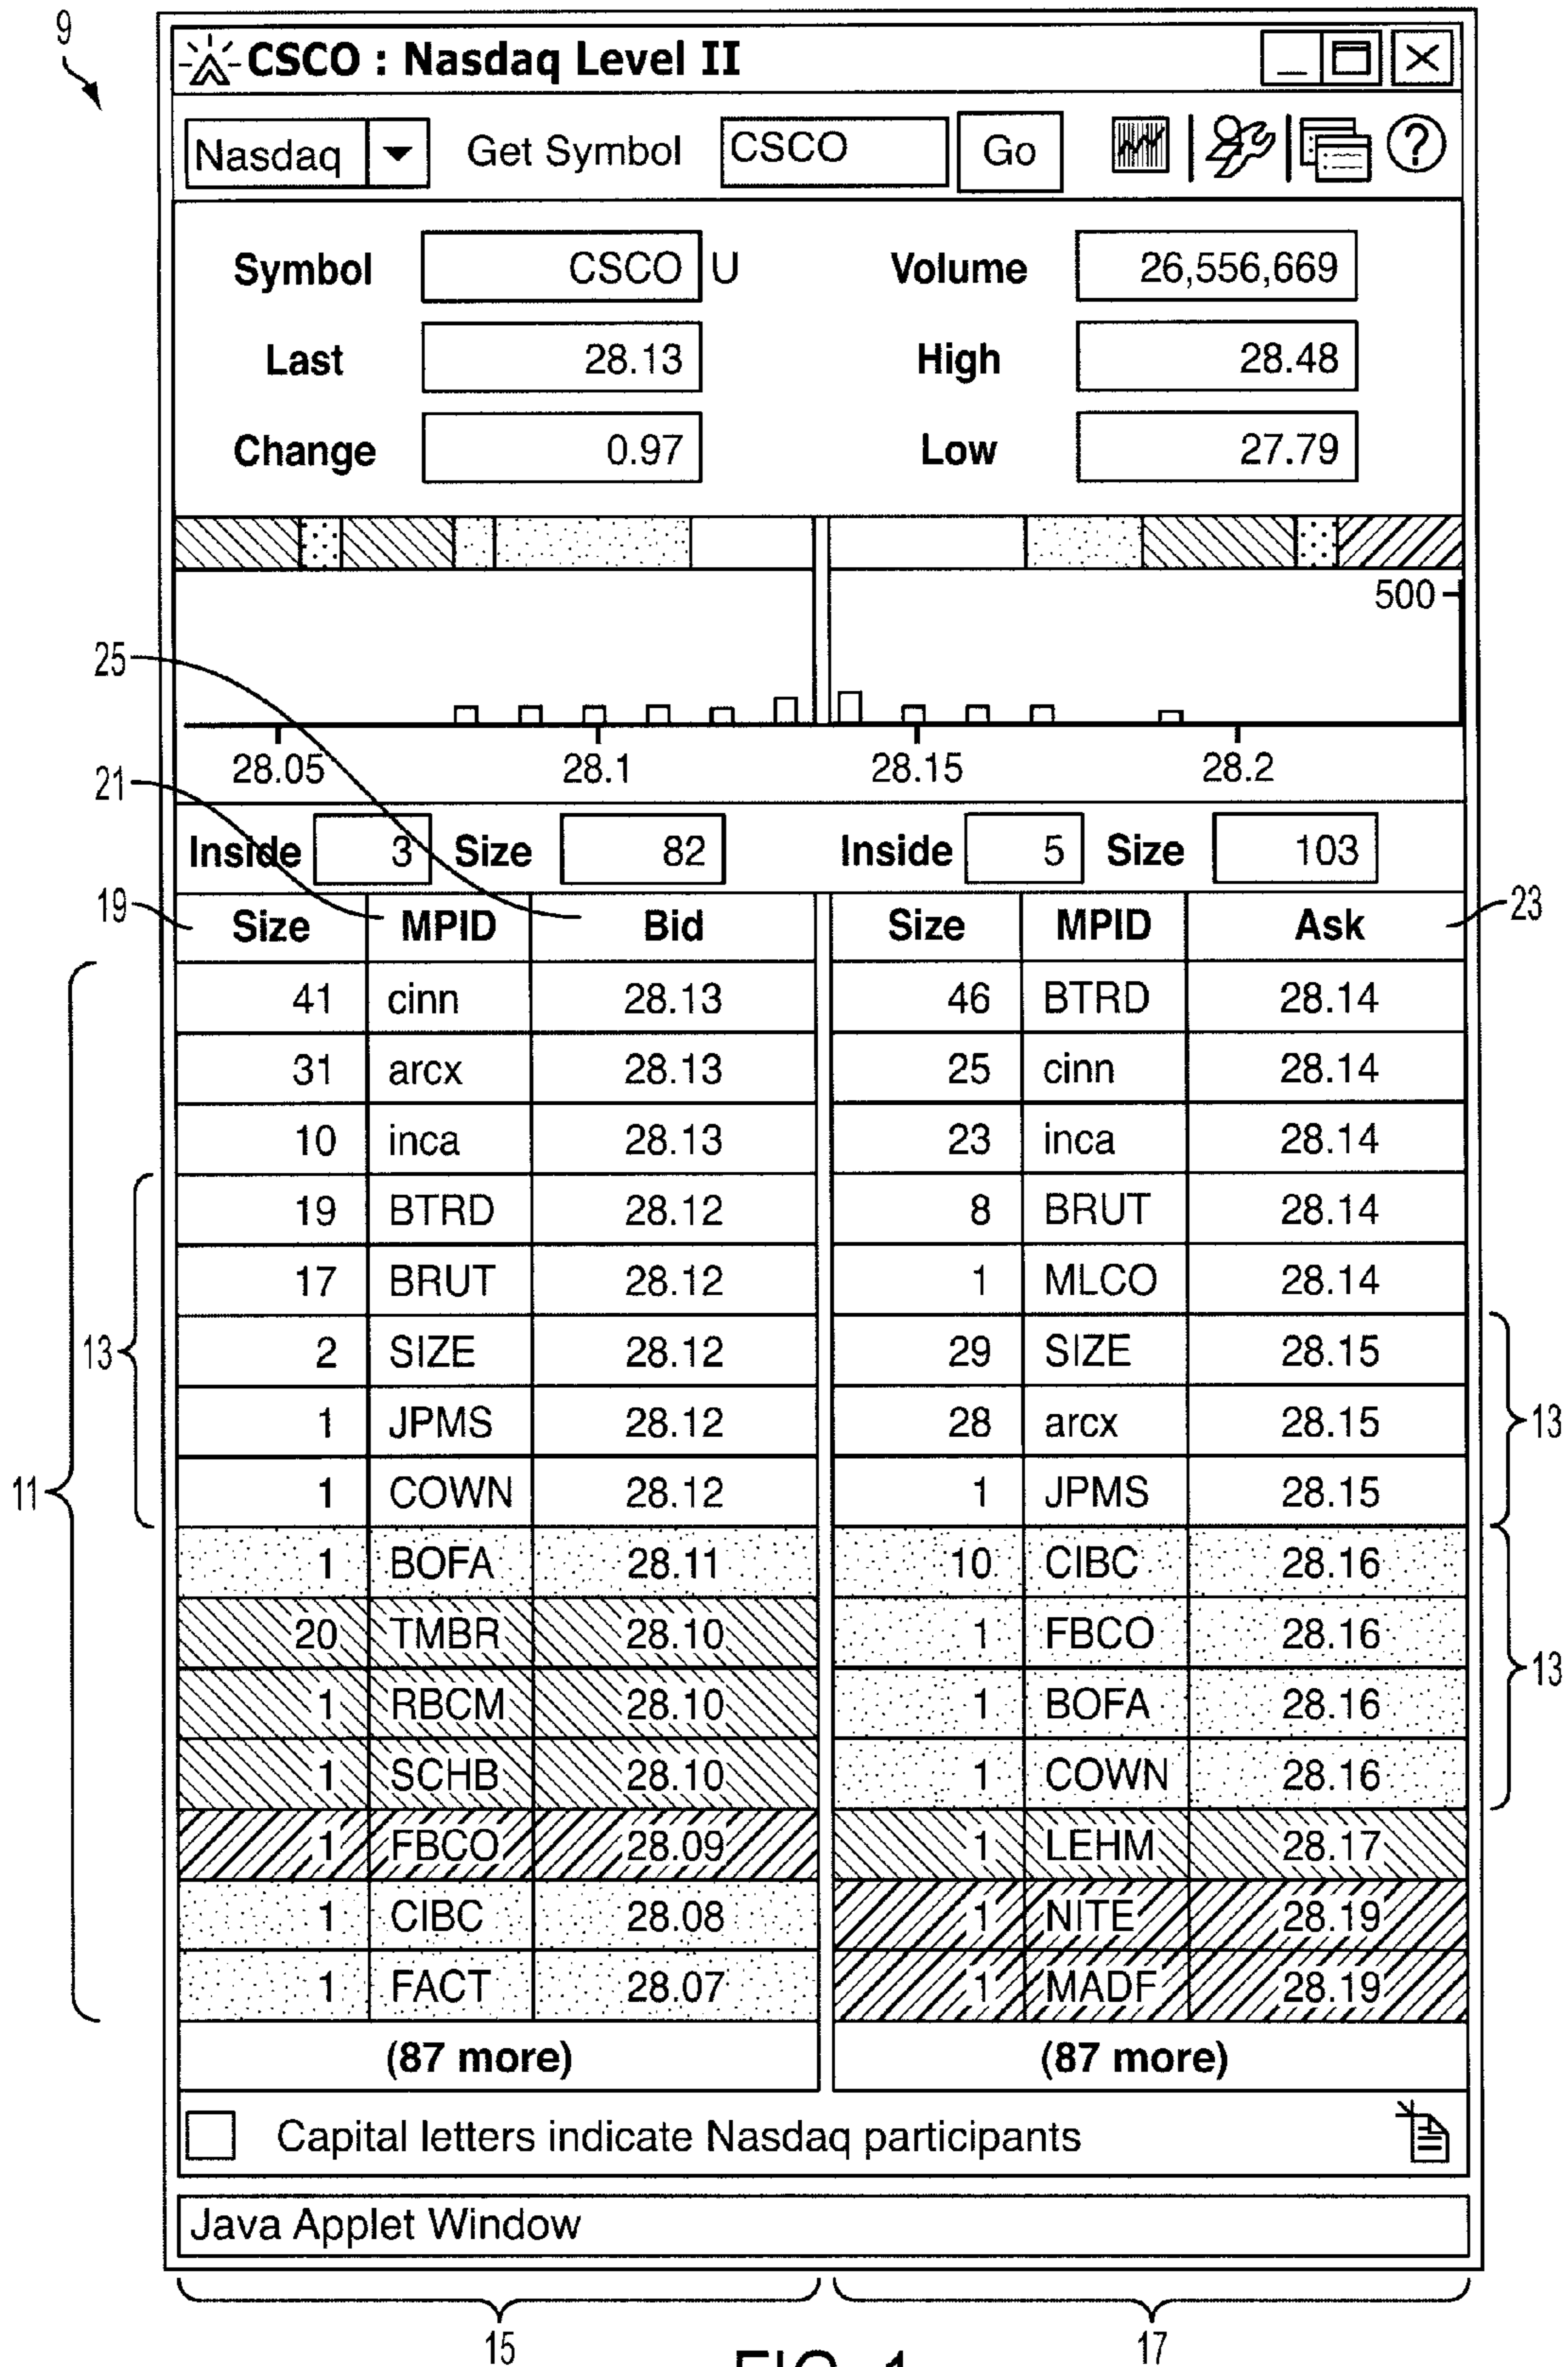 9
CSCO : Nasdaq Level II
Nasdaq Get Symbol CSCO Go ?
Symbol CSCO U Volume 26,556,669
Last 28.13 High 28.48
Change 0.97 Low 27.79
500
25
28.05 28.1 28.15 28.2
21
Inside 3 Size 82 Inside 5 Size 103
19 Size MPID Bid Size MPID Ask 23
41 cinn 28.13 46 BTRD 28.14
31 arcx 28.13 25 cinn 28.14
10 inca 28.13 23 inca 28.14
19 BTRD 28.12 8 BRUT 28.14
17 BRUT 28.12 1 MLCO 28.14
13 2 SIZE 28.12 29 SIZE 28.15
1 JPMS 28.12 28 arcx 28.15 13
11 1 COWN 28.12 1 JPMS 28.15
1 BOFA 28.11 10 CIBC 28.16
20 TMBR 28.10 1 FBCO 28.16
13
1 RBCM 28.10 1 BOFA 28.16
1 SCHB 28.10 1 COWN 28.16
1 FBCO 28.09 1 LEHM 28.17
1 CIBC 28.08 1 NITE 28.19
1 FACT 28.07 1 MADF 28.19
(87 more) (87 more)
Capital letters indicate Nasdaq participants
Java Applet Window
15 17
FIG. 1